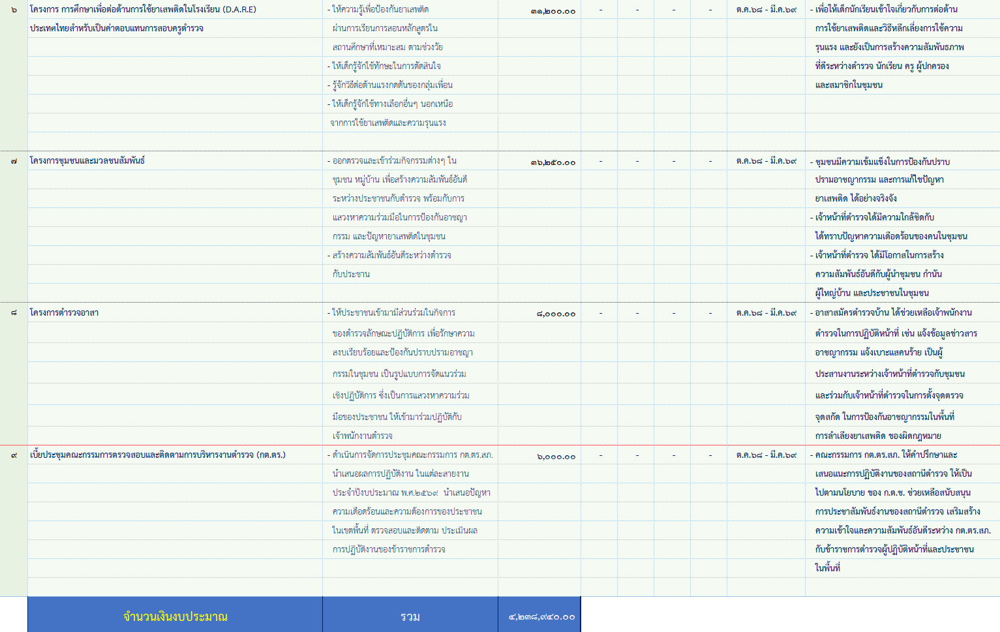 ๖ โครงการ การศึกษาเพื่อต่อต้านการใช้ยาเสพติดในโรงเรียน (D.A.R.E) - ให้ความรู้เพื่อป้องกันยาเสพติด ๓๑,๒๐๐.๐๐ - - - - ต.ค.๖๘ - มี.ค.๖๙ - เพื่อให้เด็กนักเรียนเข้าใจเกี่ยวกับการต่อต้าน
ประเทศไทยสำหรับเป็นค่าตอบแทนการสอบครูตำรวจ ผ่านการเรียนการสอนหลักสูตรใน การใช้ยาเสพติดและวิธีหลีกเลี่ยงการใช้ความ
สถานศึกษาที่เหมาะสม ตามช่วงวัย รุนแรง และยังเป็นการสร้างความสัมพันธภาพ
- ให้เด็กรู้จักใช้ทักษะในการตัดสินใจ ที่ดีระหว่างตำรวจ นักเรียน ครู ผู้ปกครอง
- รู้จักวิธีต่อต้านแรงกดดันของกลุ่มเพื่อน และสมาชิกในชุมชน
- ให้เด็กรู้จักใช้ทางเลือกอื่นๆ นอกเหนือ
จากการใช้ยาเสพติดและความรุนแรง
๗ โครงการชุมชนและมวลชนสัมพันธ์ - ออกตรวจและเข้าร่วมกิจกรรมต่างๆ ใน ๓๖,๒๕๐.๐๐ - - - - ต.ค.๖๘ - มี.ค.๖๙ - ชุมชนมีความเข้มแข็งในการป้องกันปราบ
ชุมชน หมู่บ้าน เพื่อสร้างความสัมพันธ์อันดี ปรามอาชญากรรม และการแก้ไขปัญหา
ระหว่างประชาชนกับตำรวจ พร้อมกับการ ยาเสพติด ได้อย่างจริงจัง
แสวงหาความร่วมมือในการป้องกันอาชญา - เจ้าหน้าที่ตำรวจได้มีความใกล้ชิดกับ
กรรม และปัญหายาเสพติดในชุมชน ได้ทราบปัญหาความเดือดร้อนของคนในชุมชน
- สร้างความสัมพันธ์อันดีระหว่างตำรวจ - เจ้าหน้าที่ตำรวจ ได้มีโอกาสในการสร้าง
กับประชาน ความสัมพันธ์อันดีกับผู้นำชุมชน กำนัน
ผู้ใหญ่บ้าน และประชาชนในชุมชน
๘ โครงการตำรวจอาสา - ให้ประชาชนเข้ามามีส่วนร่วมในกิจการ ๘,๐๐๐.๐๐ - - - - ต.ค.๖๘ - มี.ค.๖๙ - อาสาสมัครตำรวจบ้าน ได้ช่วยเหลือเจ้าพนักงาน
ของตำรวจลักษณะปฏิบัติการ เพื่อรักษาความ ตำรวจในการปฏิบัติหน้าที่ เช่น แจ้งข้อมูลข่าวสาร
สงบเรียบร้อยและป้องกันปราบปรามอาชญา อาชญากรรม แจ้งเบาะแสคนร้าย เป็นผู้
กรรมในชุมชน เป็นรูปแบบการจัดแนวร่วม ประสานงานระหว่างเจ้าหน้าที่ตำรวจกับชุมชน
เชิงปฏิบัติการ ซึ่งเป็นการแสวงหาความร่วม และร่วมกับเจ้าหน้าที่ตำรวจในการตั้งจุดตรวจ
มือของประชาชน ให้เข้ามาร่วมปฏิบัติกับ จุดสกัด ในการป้องกันอาชญากรรมในพื้นที่
เจ้าพนักงานตำรวจ การลำเลียงยาเสพติด ของผิดกฎหมาย
๙ เบี้ยประชุมคณะกรรมการตรวจสอบและติดตามการบริหารงานตำรวจ (กต.ตร.) - ดำเนินการจัดการประชุมคณะกรรมการ กต.ตร.สภ. ๖,๐๐๐.๐๐ - - - - ต.ค.๖๘ - มี.ค.๖๙ - คณะกรรมการ กต.ตร.สภ. ให้คำปรึกษาและ
นำเสนอผลการปฏิบัติงาน ในแต่ละสายงาน เสนอแนะการปฏิบัติงานของสถานีตำรวจ ให้เป็น
ประจำปีงบประมาณ พ.ศ.๒๕๖๙ นำเสนอปัญหา ไปตามนโยบาย ของ ก.ต.ช. ช่วยเหลือสนับสนุน
ความเดือดร้อนและความต้องการของประชาชน การประชาสัมพันธ์งานของสถานีตำรวจ เสริมสร้าง
ในเขตพื้นที่ ตรวจสอบและติดตาม ประเมินผล ความเข้าใจและความสัมพันธ์อันดีระหว่าง กต.ตร.สภ.
การปฏิบัติงานของข้าราชการตำรวจ กับข้าราชการตำรวจผู้ปฏิบัติหน้าที่และประชาชน
ในพื้นที่
จำนวนเงินงบประมาณ รวม ๔,๒๓๘,๙๔๐.๐๐